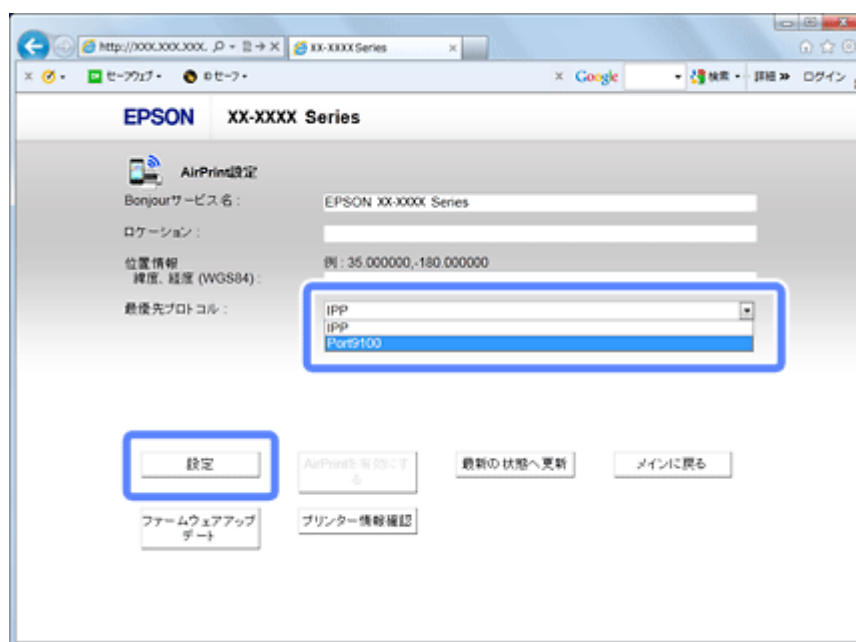 http://XXX.XXX.XXX.
XX-XXXX Series
セーフウェブ
Google
検索
詳細
ログイン
EPSON XX-XXXX Series
AirPrint設定
Bonjourサービス名 : EPSON XX-XXXX Series
ロケーション :
位置情報 例 : 35.000000,-180.000000
緯度、経度 (WGS84) :
最優先プロトコル : IPP
IPP
Port9100
設定
AirPrintを有効にす
る
最新の状態へ更新
メインに戻る
ファームウェアアップ
デート
プリンター情報確認